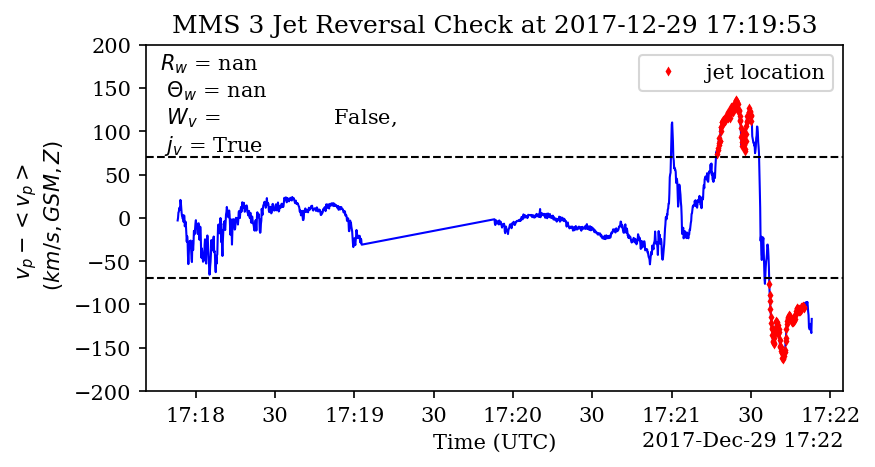 MMS 3 Jet Reversal Check at 2017-12-29 17:19:53
R_w = nan
Θ_w = nan
W_v = False,
j_v = True
jet location
v_p − < v_p >
(km/s, GSM, Z)
200
150
100
50
0
−50
−100
−150
−200
17:18 30 17:19 30 17:20 30 17:21 30 17:22
Time (UTC)
2017-Dec-29 17:22